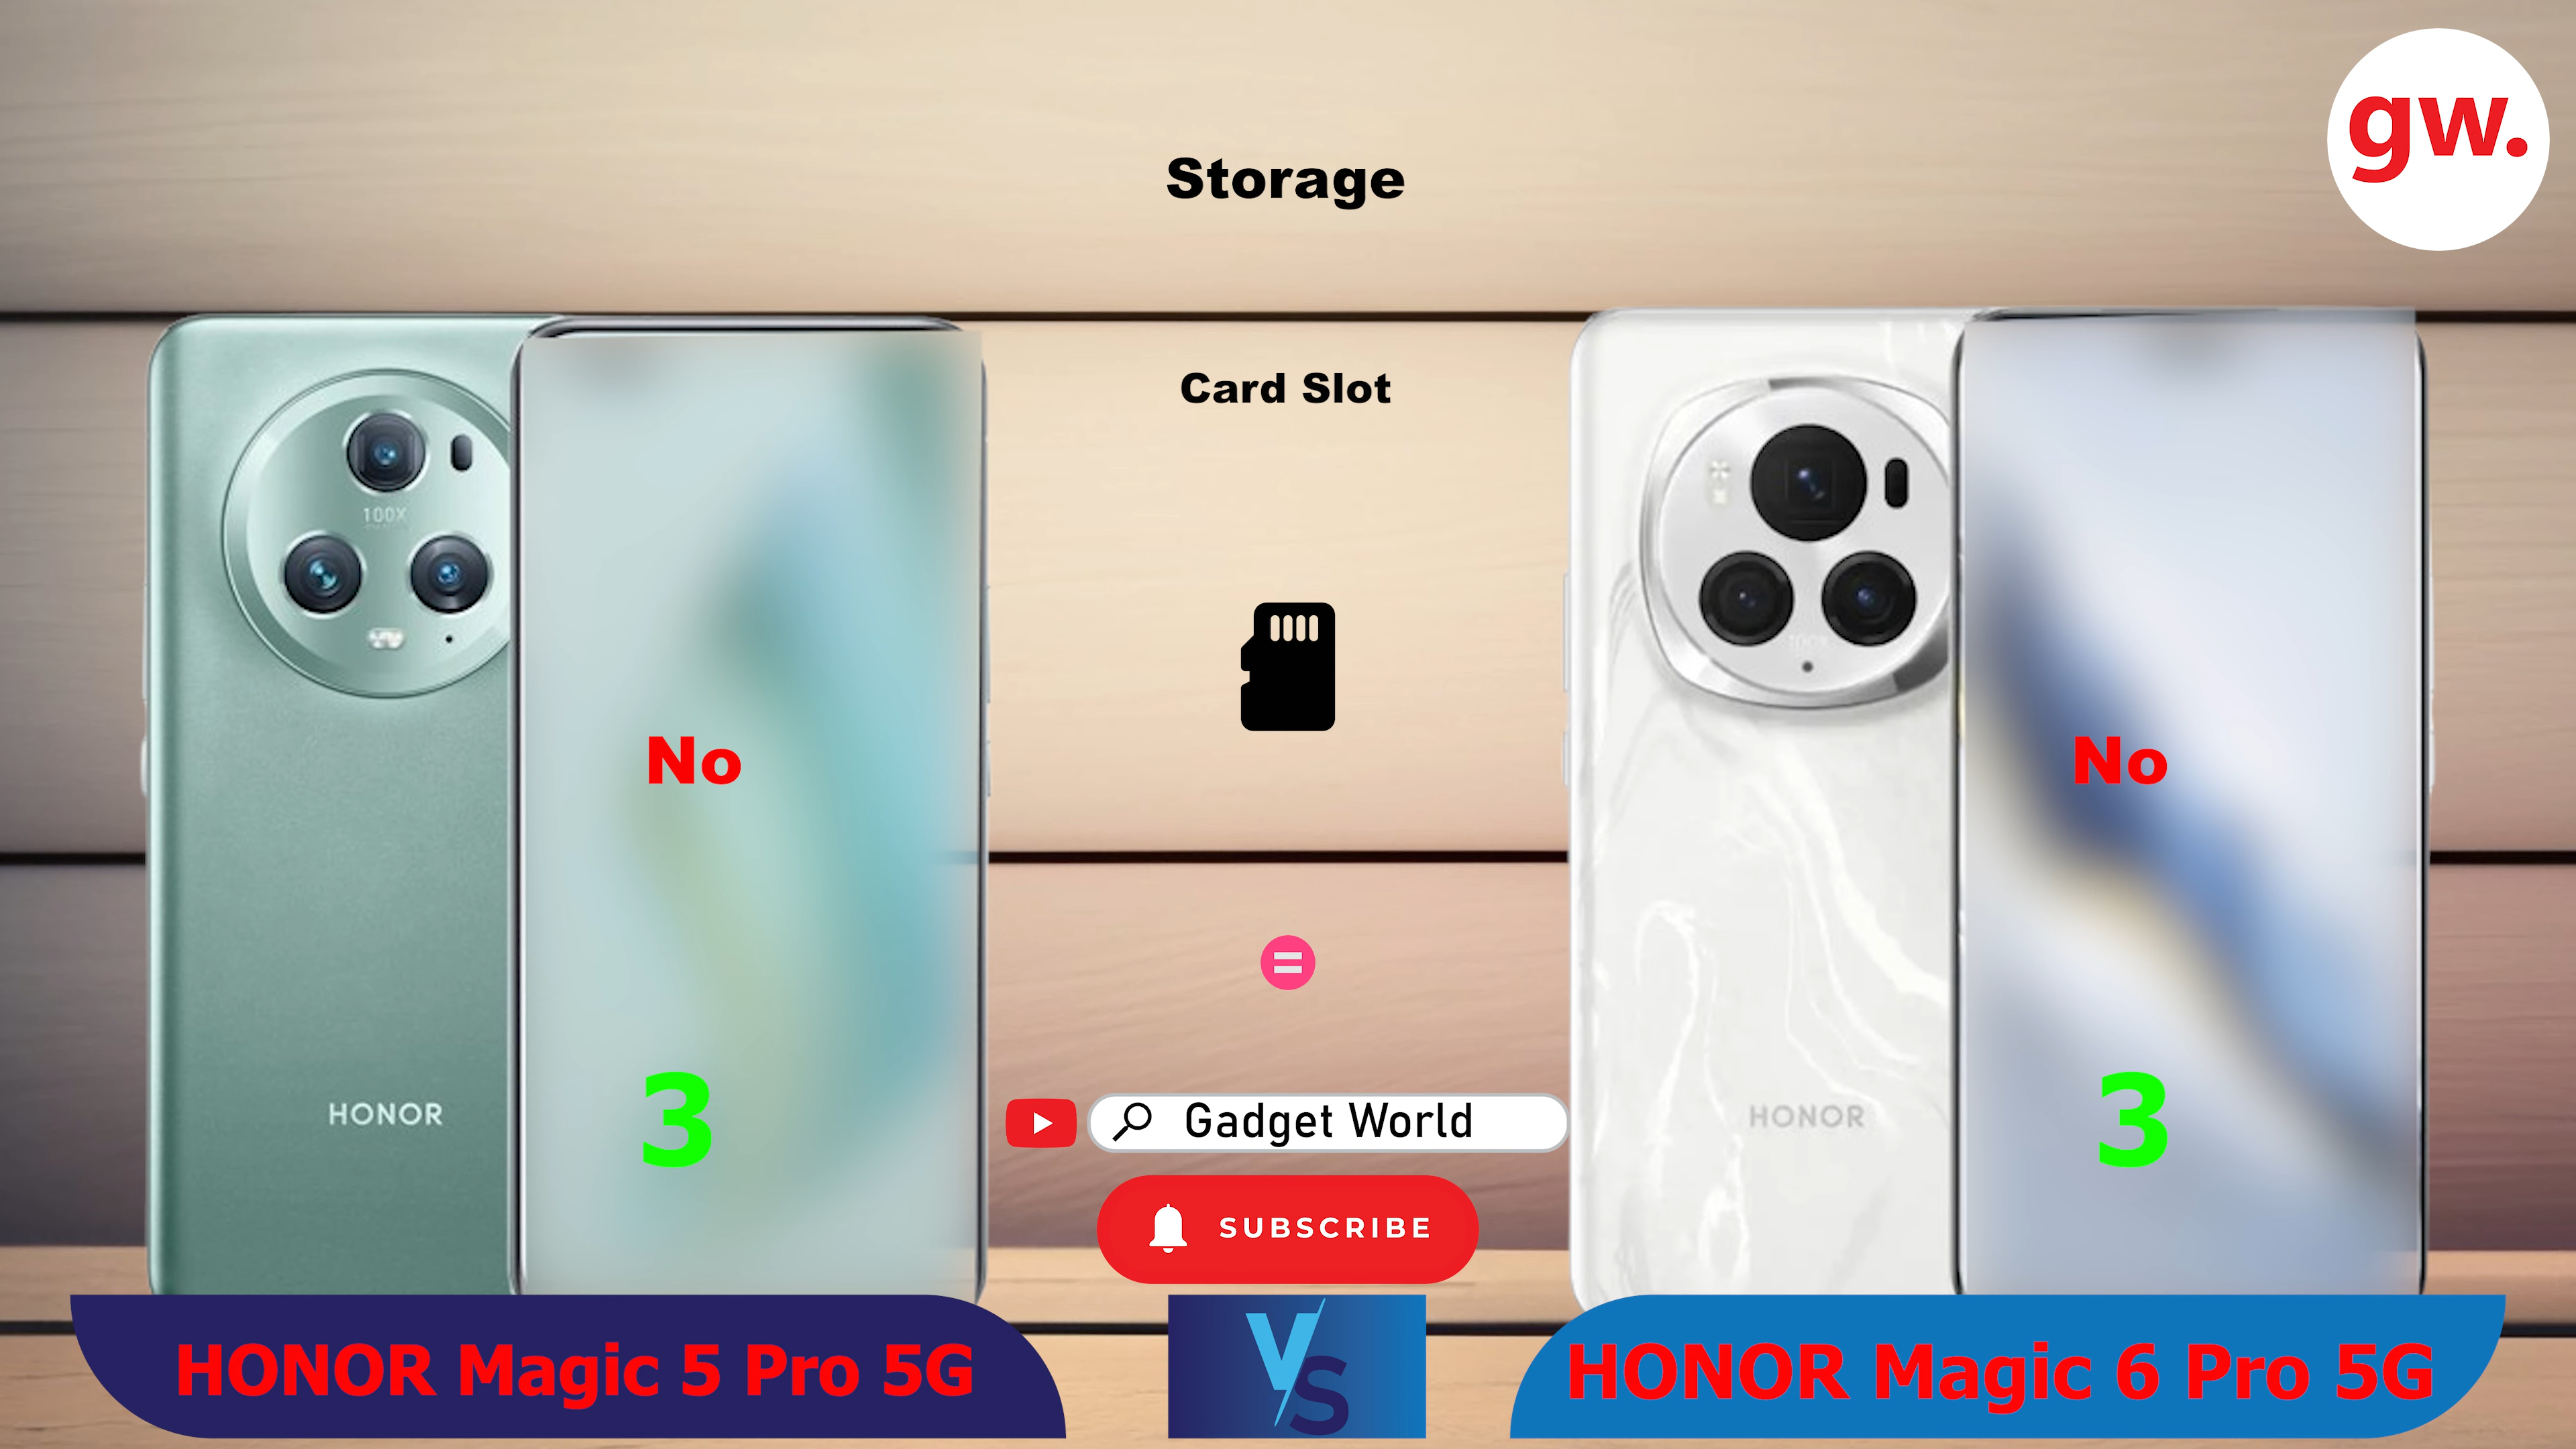 gw.
Storage
Card Slot
100X
100X
No
No
=
3
3
HONOR
HONOR
Gadget World
SUBSCRIBE
HONOR Magic 5 Pro 5G
VS
HONOR Magic 6 Pro 5G